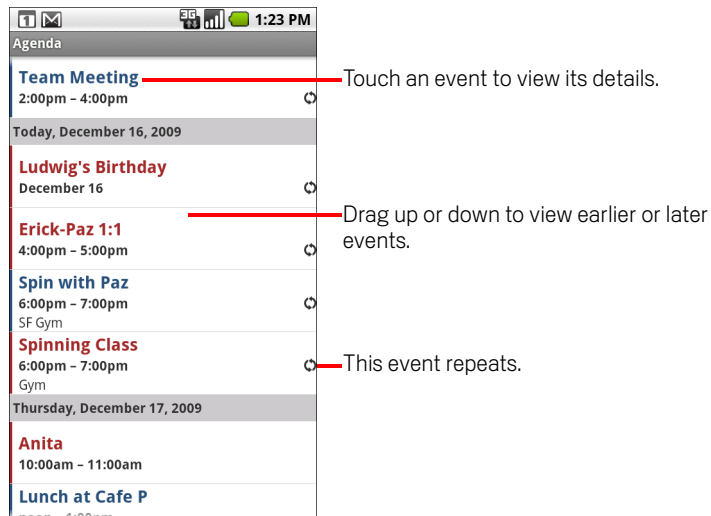 1 3G 1:23 PM
Agenda
Team Meeting
2:00pm – 4:00pm
Touch an event to view its details.
Today, December 16, 2009
Ludwig's Birthday
December 16
Drag up or down to view earlier or later
events.
Erick-Paz 1:1
4:00pm – 5:00pm
Spin with Paz
6:00pm – 7:00pm
SF Gym
Spinning Class
6:00pm – 7:00pm
This event repeats.
Gym
Thursday, December 17, 2009
Anita
10:00am – 11:00am
Lunch at Cafe P